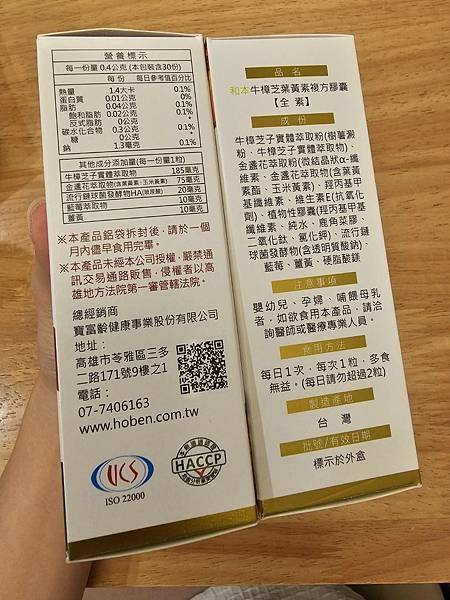 營養標示
每一份量 0.4公克 (本包裝含30份)
每份 每日參考值百分比
熱量 1.4大卡 0.1%
蛋白質 0.01公克 0%
脂肪 0.04公克 0.1%
飽和脂肪 0.02公克 0.1%
反式脂肪 0公克 *
碳水化合物 0.3公克 0.1%
糖 0公克 *
鈉 1.3毫克 0.1%
其他成分添加量(每一份量1粒)
牛樟芝子實體萃取物 185毫克
金盞花萃取物(含葉黃素、玉米黃素) 75毫克
流行鏈球菌發酵物HA(玻尿酸) 20毫克
藍莓萃取物 10毫克
薑黃 10毫克
※本產品鋁袋拆封後，請於一個
月內儘早食用完畢。
※本產品未經本公司授權，嚴禁通
訊交易通路販售，侵權者以高
雄地方法院第一審管轄法院。
總經銷商
寶富齡健康事業股份有限公司
地址：
高雄市苓雅區三多
二路171號9樓之1
電話：
07-7406163
www.hoben.com.tw
UCS
ISO 22000
HACCP
品名
和本牛樟芝葉黃素複方膠囊
【全素】
成份
牛樟芝子實體萃取粉(樹薯澱
粉、牛樟芝子實體萃取物)、
金盞花萃取粉(微結晶狀α-纖
維素、金盞花萃取物(含葉黃
素酯、玉米黃素)、羥丙基甲
基纖維素、維生素E(抗氧化
劑)、植物性膠囊(羥丙基甲基
纖維素、純水、鹿角菜膠、
二氧化鈦、氯化鉀)、流行鏈
球菌發酵物(含透明質酸鈉)、
藍莓、薑黃、硬脂酸鎂
注意事項
嬰幼兒、孕婦、哺餵母乳
者，如欲食用本產品，請洽
詢醫師或醫療專業人員。
食用方法
每日1次，每次1粒，多食
無益。(每日請勿超過2粒)
製造產地
台灣
批號/有效日期
標示於外盒